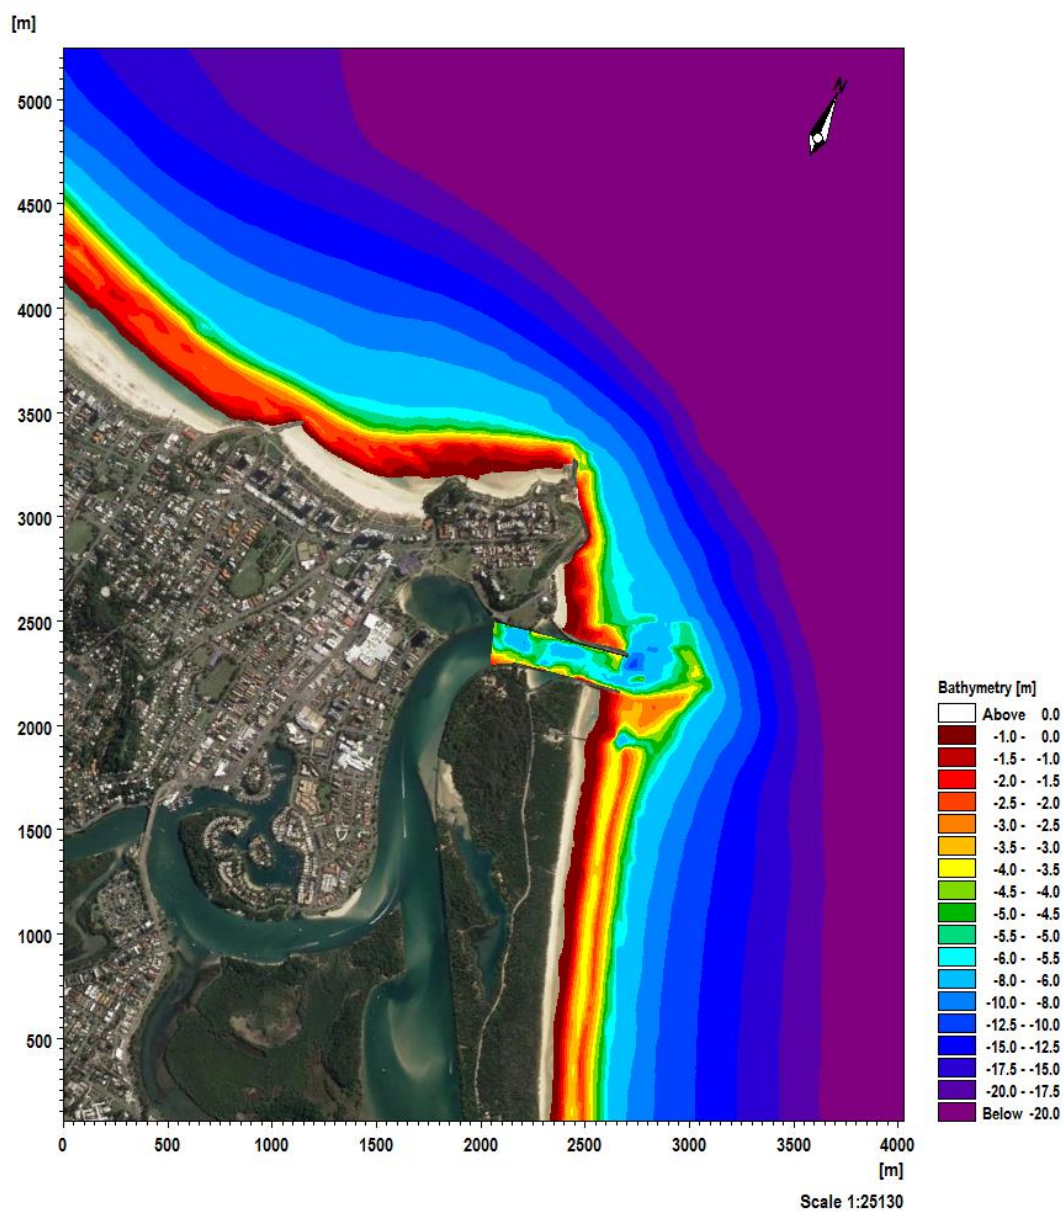 [m]
N
5000
4500
4000
3500
3000
2500
2000
1500
1000
500
0 500 1000 1500 2000 2500 3000 3500 4000
[m]
Scale 1:25130
Bathymetry [m]
Above 0.0
-1.0 - 0.0
-1.5 - -1.0
-2.0 - -1.5
-2.5 - -2.0
-3.0 - -2.5
-3.5 - -3.0
-4.0 - -3.5
-4.5 - -4.0
-5.0 - -4.5
-5.5 - -5.0
-6.0 - -5.5
-8.0 - -6.0
-10.0 - -8.0
-12.5 - -10.0
-15.0 - -12.5
-17.5 - -15.0
-20.0 - -17.5
Below -20.0